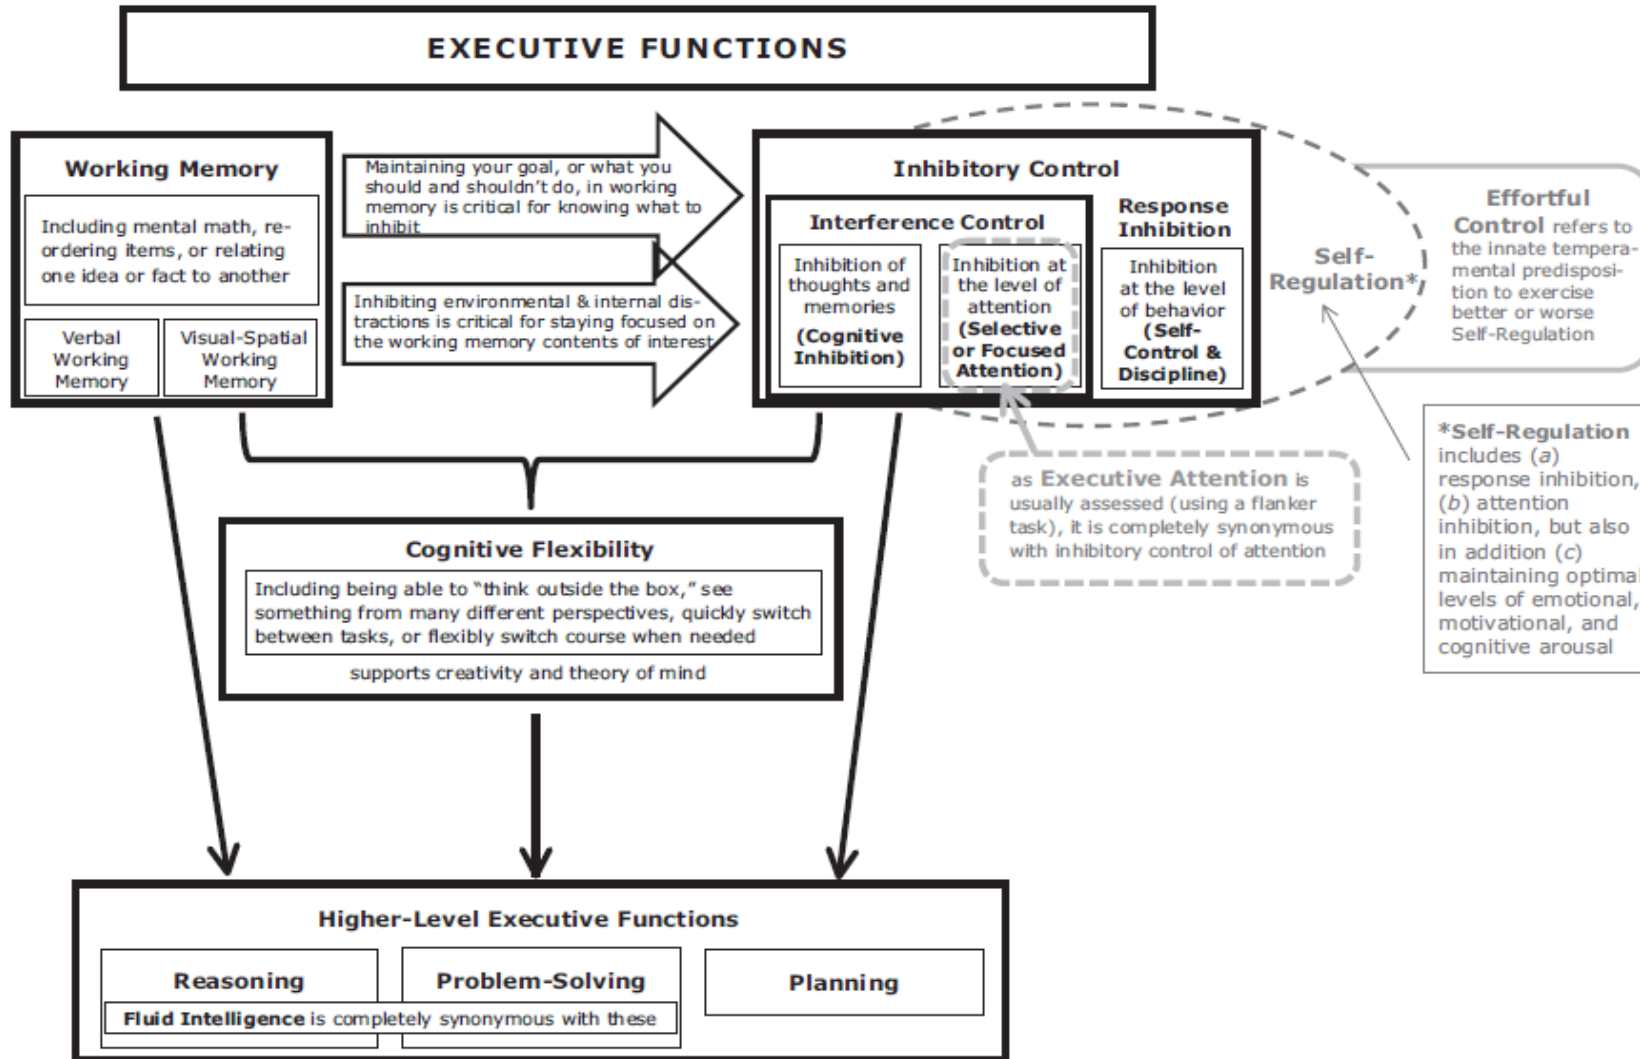 EXECUTIVE FUNCTIONS
Working Memory
Including mental math, re-
ordering items, or relating
one idea or fact to another
Verbal
Working
Memory
Visual-Spatial
Working
Memory
Maintaining your goal, or what you
should and shouldn't do, in working
memory is critical for knowing what to
inhibit
Inhibiting environmental & internal dis-
tractions is critical for staying focused on
the working memory contents of interest
Inhibitory Control
Interference Control
Inhibition of
thoughts and
memories
(Cognitive
Inhibition)
Inhibition at
the level of
attention
(Selective
or Focused
Attention)
Response
Inhibition
Inhibition
at the level
of behavior
(Self-
Control &
Discipline)
Self-
Regulation*
Effortful
Control refers to
the innate tempera-
mental predisposi-
tion to exercise
better or worse
Self-Regulation
*Self-Regulation
includes (a)
response inhibition,
(b) attention
inhibition, but also
in addition (c)
maintaining optimal
levels of emotional,
motivational, and
cognitive arousal
as Executive Attention is
usually assessed (using a flanker
task), it is completely synonymous
with inhibitory control of attention
Cognitive Flexibility
Including being able to "think outside the box," see
something from many different perspectives, quickly switch
between tasks, or flexibly switch course when needed
supports creativity and theory of mind
Higher-Level Executive Functions
Reasoning
Problem-Solving
Planning
Fluid Intelligence is completely synonymous with these